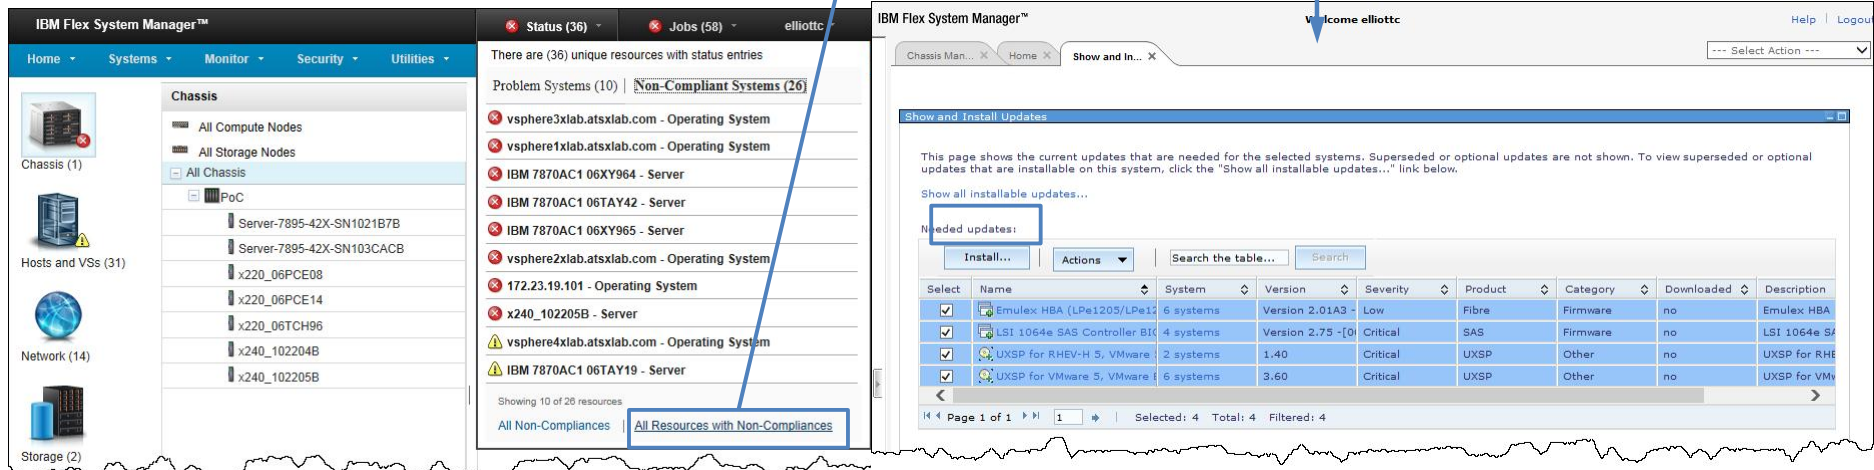 IBM Flex System Manager™
Home
Systems
Monitor
Security
Utilities
Chassis (1)
Hosts and VSs (31)
Network (14)
Storage (2)
Chassis
All Compute Nodes
All Storage Nodes
All Chassis
PoC
Server-7895-42X-SN1021B7B
Server-7895-42X-SN103CACB
x220_06PCE08
x220_06PCE14
x220_06TCH96
x240_102204B
x240_102205B
Status (36)
Jobs (58)
elliottc
There are (36) unique resources with status entries
Problem Systems (10) | Non-Compliant Systems (26)
vsphere3xlab.atsxlab.com - Operating System
vsphere1xlab.atsxlab.com - Operating System
IBM 7870AC1 06XY964 - Server
IBM 7870AC1 06TAY42 - Server
IBM 7870AC1 06XY965 - Server
vsphere2xlab.atsxlab.com - Operating System
172.23.19.101 - Operating System
x240_102205B - Server
vsphere4xlab.atsxlab.com - Operating System
IBM 7870AC1 06TAY19 - Server
Showing 10 of 26 resources
All Non-Compliances | All Resources with Non-Compliances
IBM Flex System Manager™
Welcome elliottc
Help | Logout
Chassis Man... X
Home X
Show and In... X
--- Select Action ---
Show and Install Updates
This page shows the current updates that are needed for the selected systems. Superseded or optional updates are not shown. To view superseded or optional
updates that are installable on this system, click the "Show all installable updates..." link below.
Show all installable updates...
Needed updates:
Install... | Actions | Search the table... Search
Select Name System Version Severity Product Category Downloaded Description
Emulex HBA (LPe1205/LPe12 6 systems Version 2.01A3 - Low Fibre Firmware no Emulex HBA
LSI 1064e SAS Controller BIO 4 systems Version 2.75 -[0 Critical SAS Firmware no LSI 1064e SA
UXSP for RHEV-H 5, VMware 2 systems 1.40 Critical UXSP Other no UXSP for RHE
UXSP for VMware 5, VMware E 6 systems 3.60 Critical UXSP Other no UXSP for VMw
Page 1 of 1 1 | Selected: 4 Total: 4 Filtered: 4